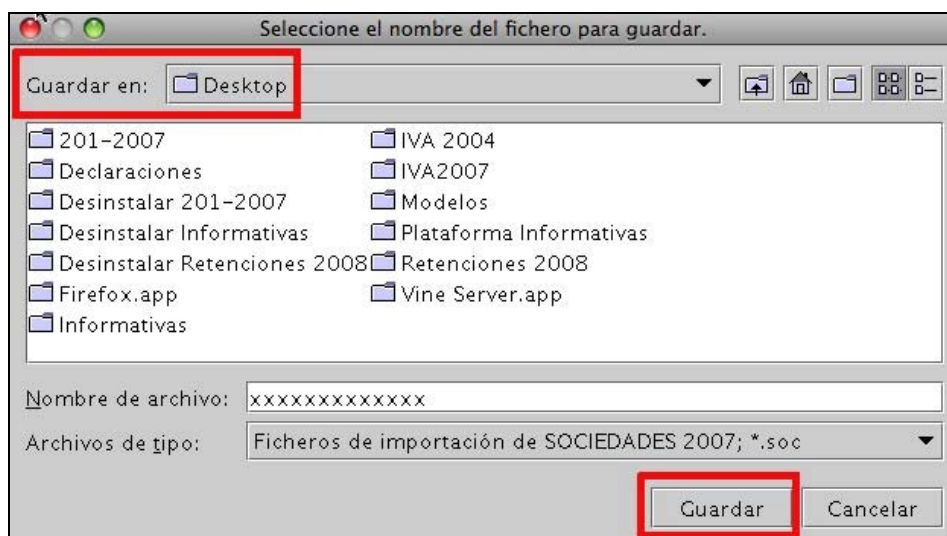 Seleccione el nombre del fichero para guardar.
Guardar en: Desktop
201-2007 IVA 2004
Declaraciones IVA2007
Desinstalar 201-2007 Modelos
Desinstalar Informativas Plataforma Informativas
Desinstalar Retenciones 2008 Retenciones 2008
Firefox.app Vine Server.app
Informativas
Nombre de archivo: xxxxxxxxxxxxx
Archivos de tipo: Ficheros de importación de SOCIEDADES 2007; *.soc
Guardar Cancelar